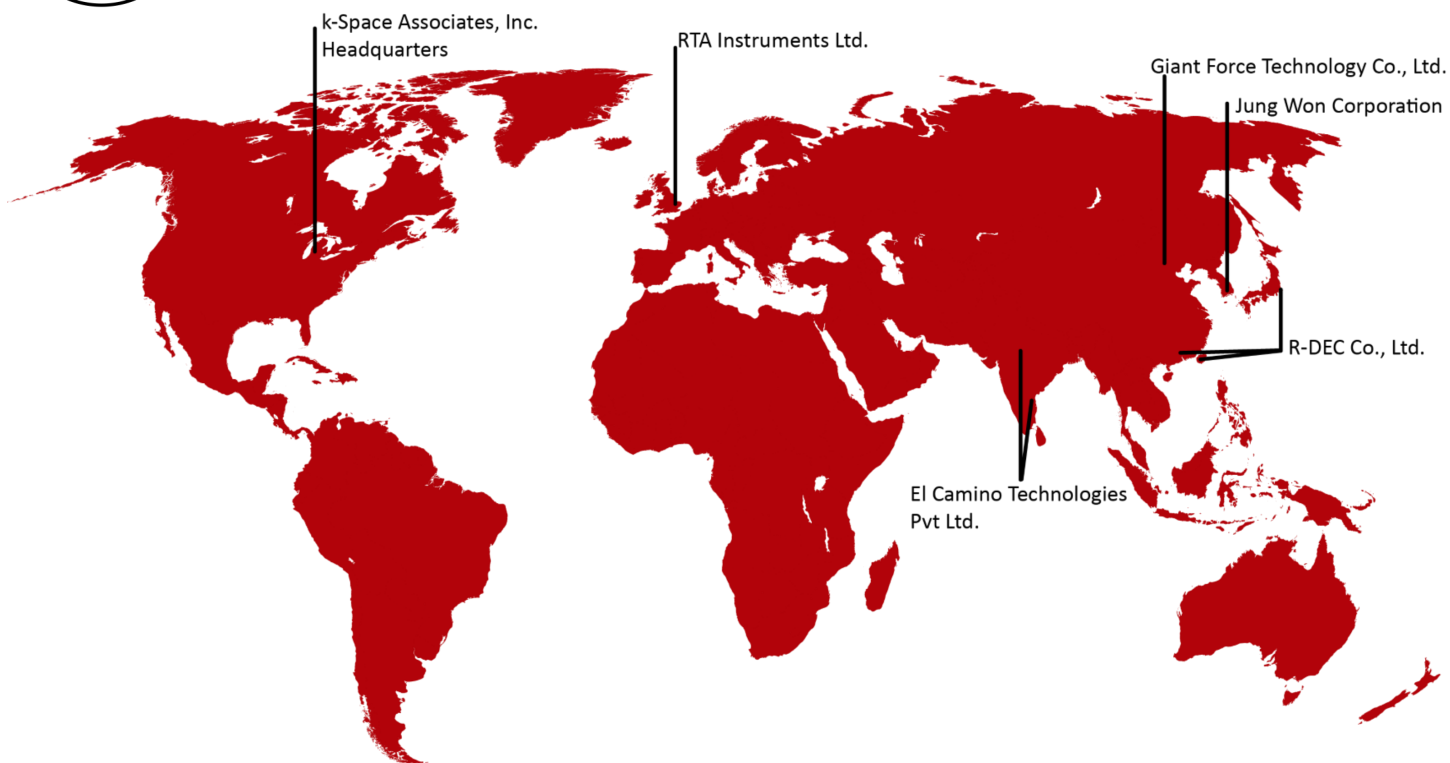 k-Space Associates, Inc.
Headquarters
RTA Instruments Ltd.
Giant Force Technology Co., Ltd.
Jung Won Corporation
R-DEC Co., Ltd.
El Camino Technologies
Pvt Ltd.